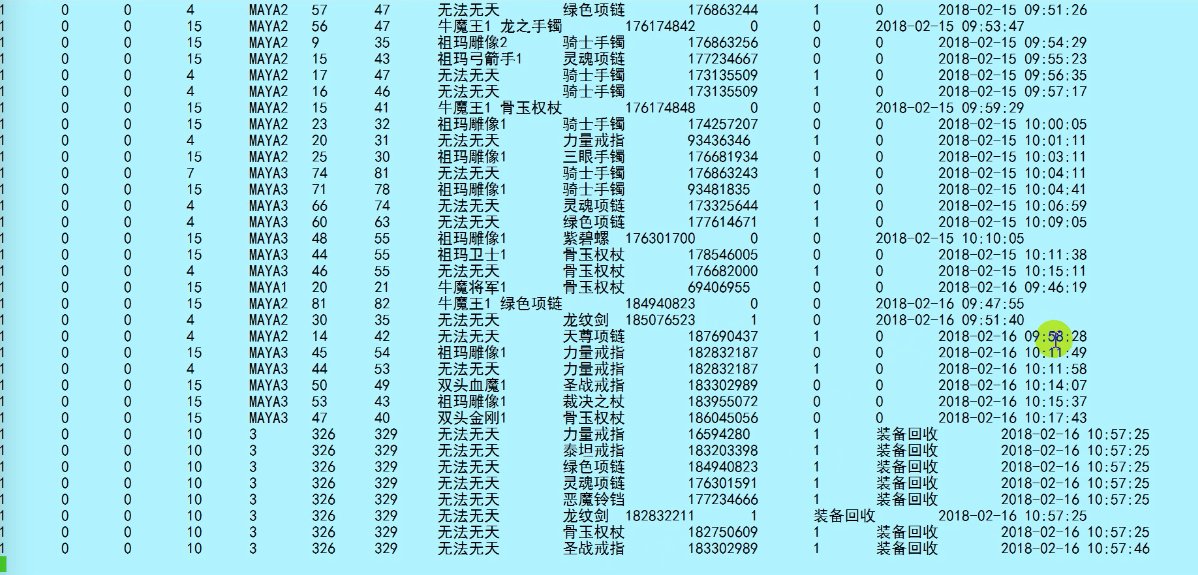 1 0 0 4 MAYA2 57 47 无法无天 绿色项链 176863244 1 0 2018-02-15 09:51:26
1 0 0 15 MAYA2 56 47 牛魔王1 龙之手镯 176174842 0 0 2018-02-15 09:53:47
1 0 0 15 MAYA2 9 35 祖玛雕像2 骑士手镯 176863256 0 0 2018-02-15 09:54:29
1 0 0 15 MAYA2 15 43 祖玛弓箭手1 灵魂项链 177234667 0 0 2018-02-15 09:55:23
1 0 0 4 MAYA2 17 47 无法无天 骑士手镯 173135509 1 0 2018-02-15 09:56:35
1 0 0 4 MAYA2 16 46 无法无天 骑士手镯 173135509 1 0 2018-02-15 09:57:17
1 0 0 15 MAYA2 15 41 牛魔王1 骨玉权杖 176174848 0 0 2018-02-15 09:59:29
1 0 0 15 MAYA2 23 32 祖玛雕像1 骑士手镯 174257207 0 0 2018-02-15 10:00:05
1 0 0 4 MAYA2 20 31 无法无天 力量戒指 93436346 1 0 2018-02-15 10:01:11
1 0 0 15 MAYA2 25 30 祖玛雕像1 三眼手镯 176681934 0 0 2018-02-15 10:03:11
1 0 0 7 MAYA3 74 81 无法无天 骑士手镯 176863243 1 0 2018-02-15 10:04:11
1 0 0 15 MAYA3 71 78 祖玛雕像1 骑士手镯 93481835 0 0 2018-02-15 10:04:41
1 0 0 4 MAYA3 66 74 无法无天 灵魂项链 173325644 1 0 2018-02-15 10:06:59
1 0 0 4 MAYA3 60 63 无法无天 绿色项链 177614671 1 0 2018-02-15 10:09:05
1 0 0 15 MAYA3 48 55 祖玛雕像1 紫碧螺 176301700 0 0 2018-02-15 10:10:05
1 0 0 15 MAYA3 44 55 祖玛卫士1 骨玉权杖 178546005 0 0 2018-02-15 10:11:38
1 0 0 4 MAYA3 46 55 无法无天 骨玉权杖 176682000 1 0 2018-02-15 10:15:11
1 0 0 15 MAYA1 20 21 牛魔将军1 骨玉权杖 69406955 0 0 2018-02-16 09:46:19
1 0 0 15 MAYA2 81 82 牛魔王1 绿色项链 184940823 0 0 2018-02-16 09:47:55
1 0 0 4 MAYA2 30 35 无法无天 龙纹剑 185076523 1 0 2018-02-16 09:51:40
1 0 0 4 MAYA2 14 42 无法无天 天尊项链 187690437 1 0 2018-02-16 09:58:28
1 0 0 15 MAYA3 45 54 祖玛雕像1 力量戒指 182832187 0 0 2018-02-16 10:11:49
1 0 0 4 MAYA3 44 53 无法无天 力量戒指 182832187 1 0 2018-02-16 10:11:58
1 0 0 15 MAYA3 50 49 双头血魔1 圣战戒指 183302989 0 0 2018-02-16 10:14:07
1 0 0 15 MAYA3 53 43 祖玛雕像1 裁决之杖 183955072 0 0 2018-02-16 10:15:37
1 0 0 15 MAYA3 47 40 双头金刚1 骨玉权杖 186045056 0 0 2018-02-16 10:17:43
1 0 0 10 3 326 329 无法无天 力量戒指 16594280 1 装备回收 2018-02-16 10:57:25
1 0 0 10 3 326 329 无法无天 泰坦戒指 183203398 1 装备回收 2018-02-16 10:57:25
1 0 0 10 3 326 329 无法无天 绿色项链 184940823 1 装备回收 2018-02-16 10:57:25
1 0 0 10 3 326 329 无法无天 灵魂项链 176301591 1 装备回收 2018-02-16 10:57:25
1 0 0 10 3 326 329 无法无天 恶魔铃铛 177234666 1 装备回收 2018-02-16 10:57:25
1 0 0 10 3 326 329 无法无天 龙纹剑 182832211 1 装备回收 2018-02-16 10:57:25
1 0 0 10 3 326 329 无法无天 骨玉权杖 182750609 1 装备回收 2018-02-16 10:57:25
1 0 0 10 3 326 329 无法无天 圣战戒指 183302989 1 装备回收 2018-02-16 10:57:46